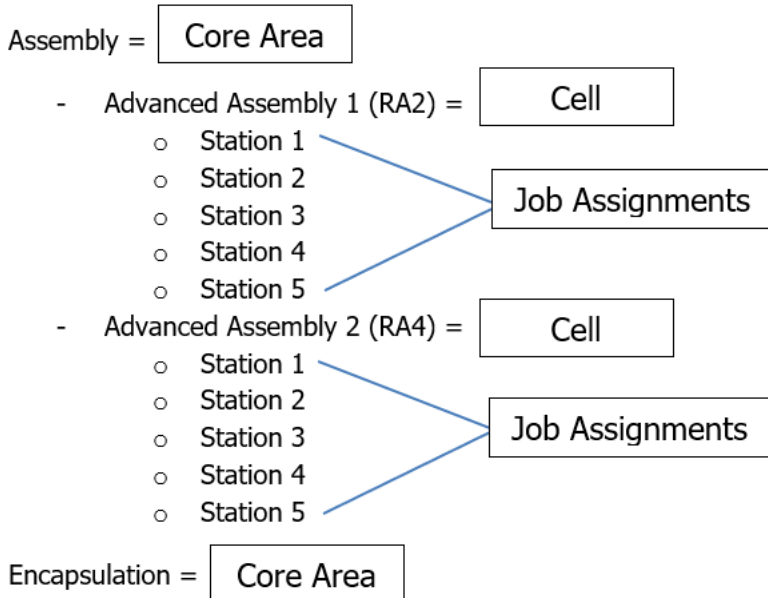 Assembly = Core Area
- Advanced Assembly 1 (RA2) = Cell
o Station 1
o Station 2
o Station 3
Job Assignments
o Station 4
o Station 5
- Advanced Assembly 2 (RA4) = Cell
o Station 1
o Station 2
o Station 3
Job Assignments
o Station 4
o Station 5
Encapsulation = Core Area